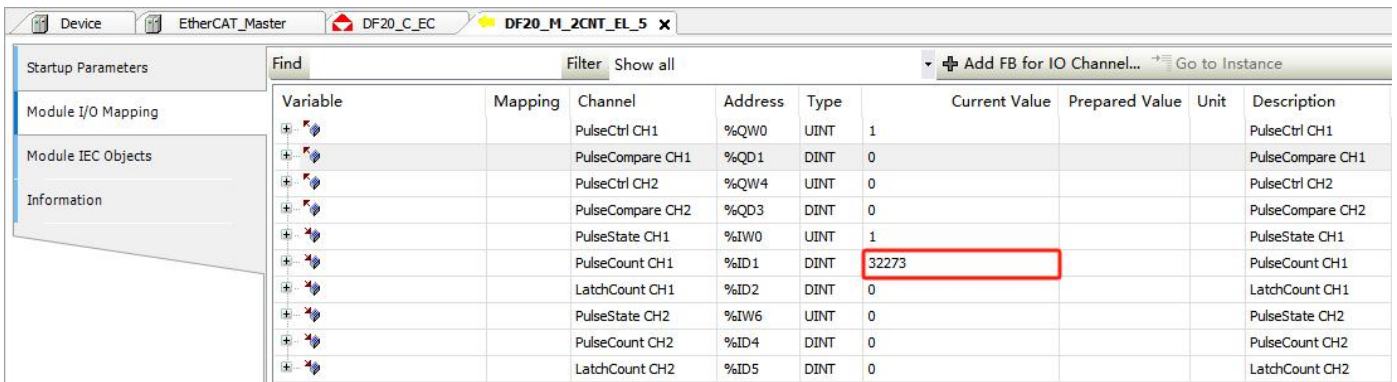 Device EtherCAT_Master DF20_C_EC DF20_M_2CNT_EL_5 X
Startup Parameters
Module I/O Mapping
Module IEC Objects
Information
Find Filter Show all Add FB for IO Channel... Go to Instance
Variable Mapping Channel Address Type Current Value Prepared Value Unit Description
PulseCtrl CH1 %QW0 UINT 1 PulseCtrl CH1
PulseCompare CH1 %QD1 DINT 0 PulseCompare CH1
PulseCtrl CH2 %QW4 UINT 0 PulseCtrl CH2
PulseCompare CH2 %QD3 DINT 0 PulseCompare CH2
PulseState CH1 %IW0 UINT 1 PulseState CH1
PulseCount CH1 %ID1 DINT 32273 PulseCount CH1
LatchCount CH1 %ID2 DINT 0 LatchCount CH1
PulseState CH2 %IW6 UINT 0 PulseState CH2
PulseCount CH2 %ID4 DINT 0 PulseCount CH2
LatchCount CH2 %ID5 DINT 0 LatchCount CH2